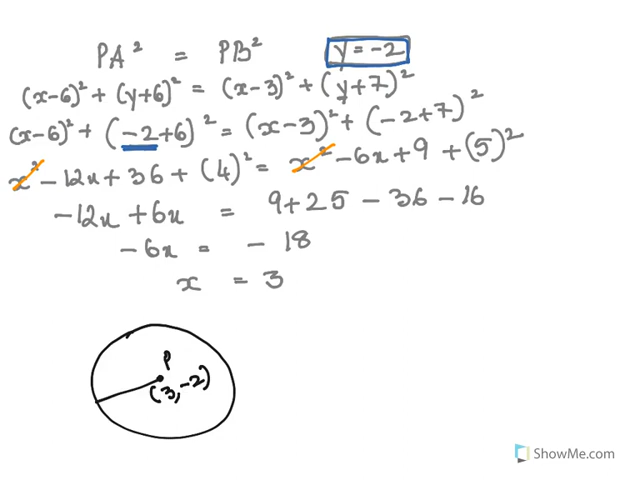 PA² = PB² y = -2
(x-6)² + (y+6)² = (x-3)² + (y+7)²
(x-6)² + (-2+6)² = (x-3)² + (-2+7)²
x² - 12x + 36 + (4)² = x² - 6x + 9 + (5)²
-12x + 6x = 9 + 25 - 36 - 16
-6x = - 18
x = 3
P
(3, -2)
ShowMe.com